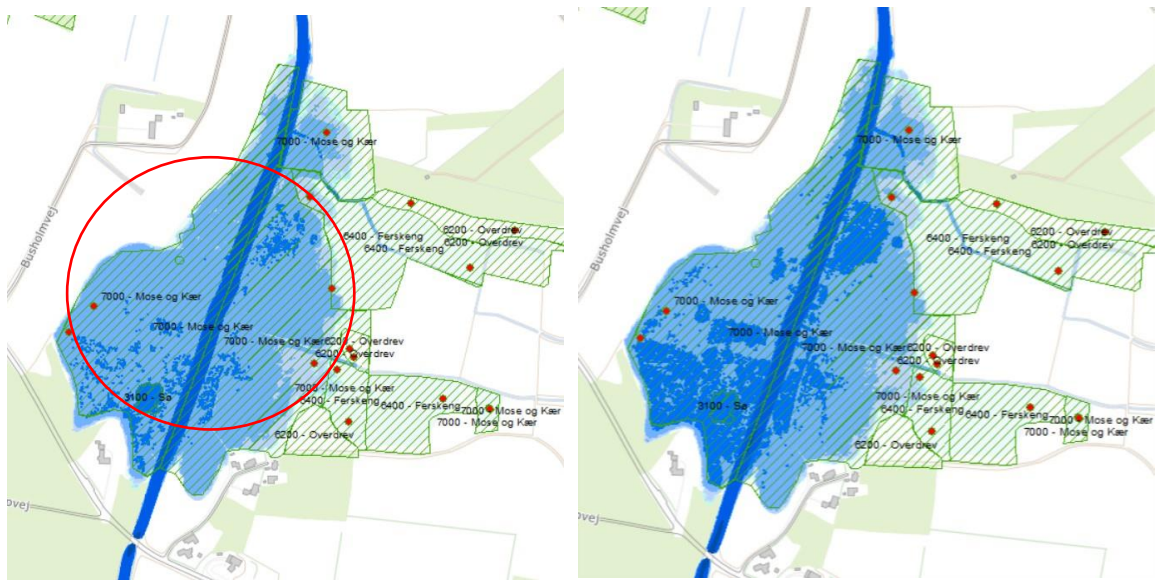 7000 - Mose og Kær
Busholmvej
6200 - Overdrev
6400 - Ferskeng
6200 - Overdrev
6400 - Ferskeng
7000 - Mose og Kær
7000 - Mose og Kær
7000 - Mose og Kær
6200 - Overdrev
6200 - Overdrev
3100 - Sø
7000 - Mose og Kær
6400 - Ferskeng
6400 - Ferskeng
7000 - Mose og Kær
7000 - Mose og Kær
6200 - Overdrev
7000 - Mose og Kær
Busholmvej
6200 - Overdrev
6400 - Ferskeng
6200 - Overdrev
6400 - Ferskeng
7000 - Mose og Kær
7000 - Mose og Kær
7000 - Mose og Kær
6200 - Overdrev
6200 - Overdrev
3100 - Sø
7000 - Mose og Kær
6400 - Ferskeng
6400 - Ferskeng
7000 - Mose og Kær
7000 - Mose og Kær
6200 - Overdrev